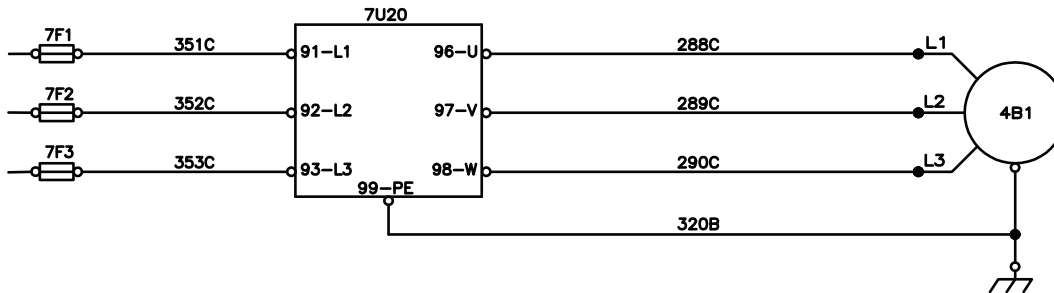 7U20
7F1
351C
91-L1
96-U
288C
L1
7F2
352C
92-L2
97-V
289C
L2
4B1
7F3
353C
93-L3
98-W
290C
L3
99-PE
320B